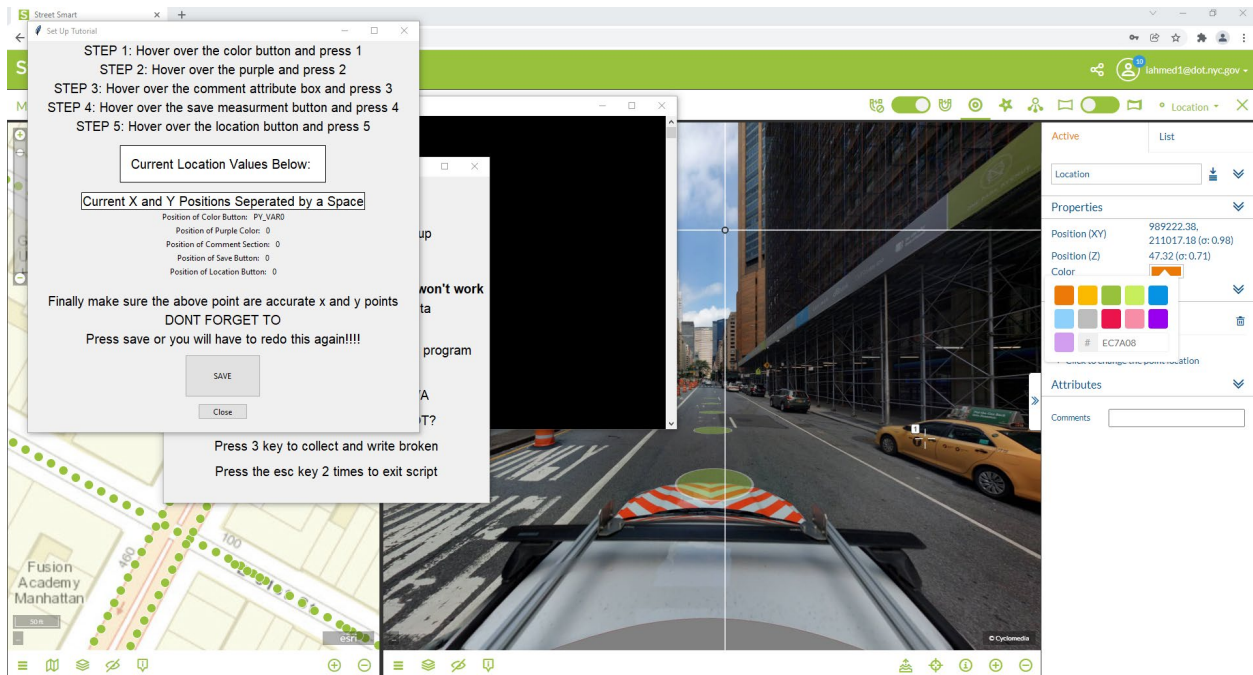 Street Smart
Set Up Tutorial
STEP 1: Hover over the color button and press 1
STEP 2: Hover over the purple and press 2
STEP 3: Hover over the comment attribute box and press 3
STEP 4: Hover over the save measurment button and press 4
STEP 5: Hover over the location button and press 5
Current Location Values Below:
Current X and Y Positions Seperated by a Space
Position of Color Button: PY_VAR0
Position of Purple Color: 0
Position of Comment Section: 0
Position of Save Button: 0
Position of Location Button: 0
Finally make sure the above point are accurate x and y points
DONT FORGET TO
Press save or you will have to redo this again!!!!
SAVE
Close
up
won't work
ta
program
/A
OT?
Press 3 key to collect and write broken
Press the esc key 2 times to exit script
S
10
iahmed1@dot.nyc.gov
M
Location
Active
List
Location
Properties
Position (XY)
989222.38,
211017.18 (σ: 0.98)
Position (Z)
47.32 (σ: 0.71)
Color
# EC7A08
Click to change the point location
Attributes
Comments
1
460
100
Fusion
Academy
Manhattan
50 ft
esri
© Cyclomedia